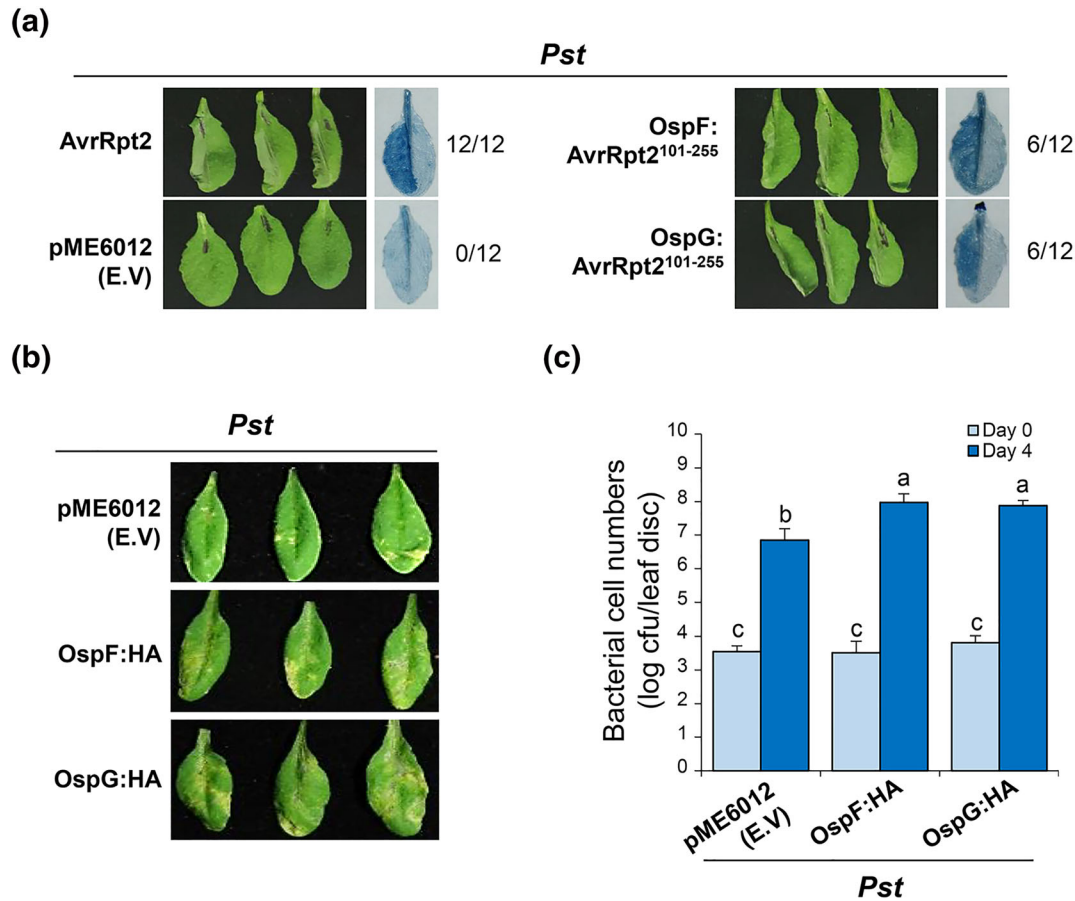 (a)
Pst
AvrRpt2
12/12
pME6012
(E.V)
0/12
OspF:
AvrRpt2¹⁰¹⁻²⁵⁵
6/12
OspG:
AvrRpt2¹⁰¹⁻²⁵⁵
6/12
(b)
Pst
pME6012
(E.V)
OspF:HA
OspG:HA
(c)
Bacterial cell numbers
(log cfu/leaf disc)
10
9
8
7
6
5
4
3
2
1
0
Day 0
Day 4
c
b
c
a
c
a
pME6012
(E.V)
OspF:HA
OspG:HA
Pst